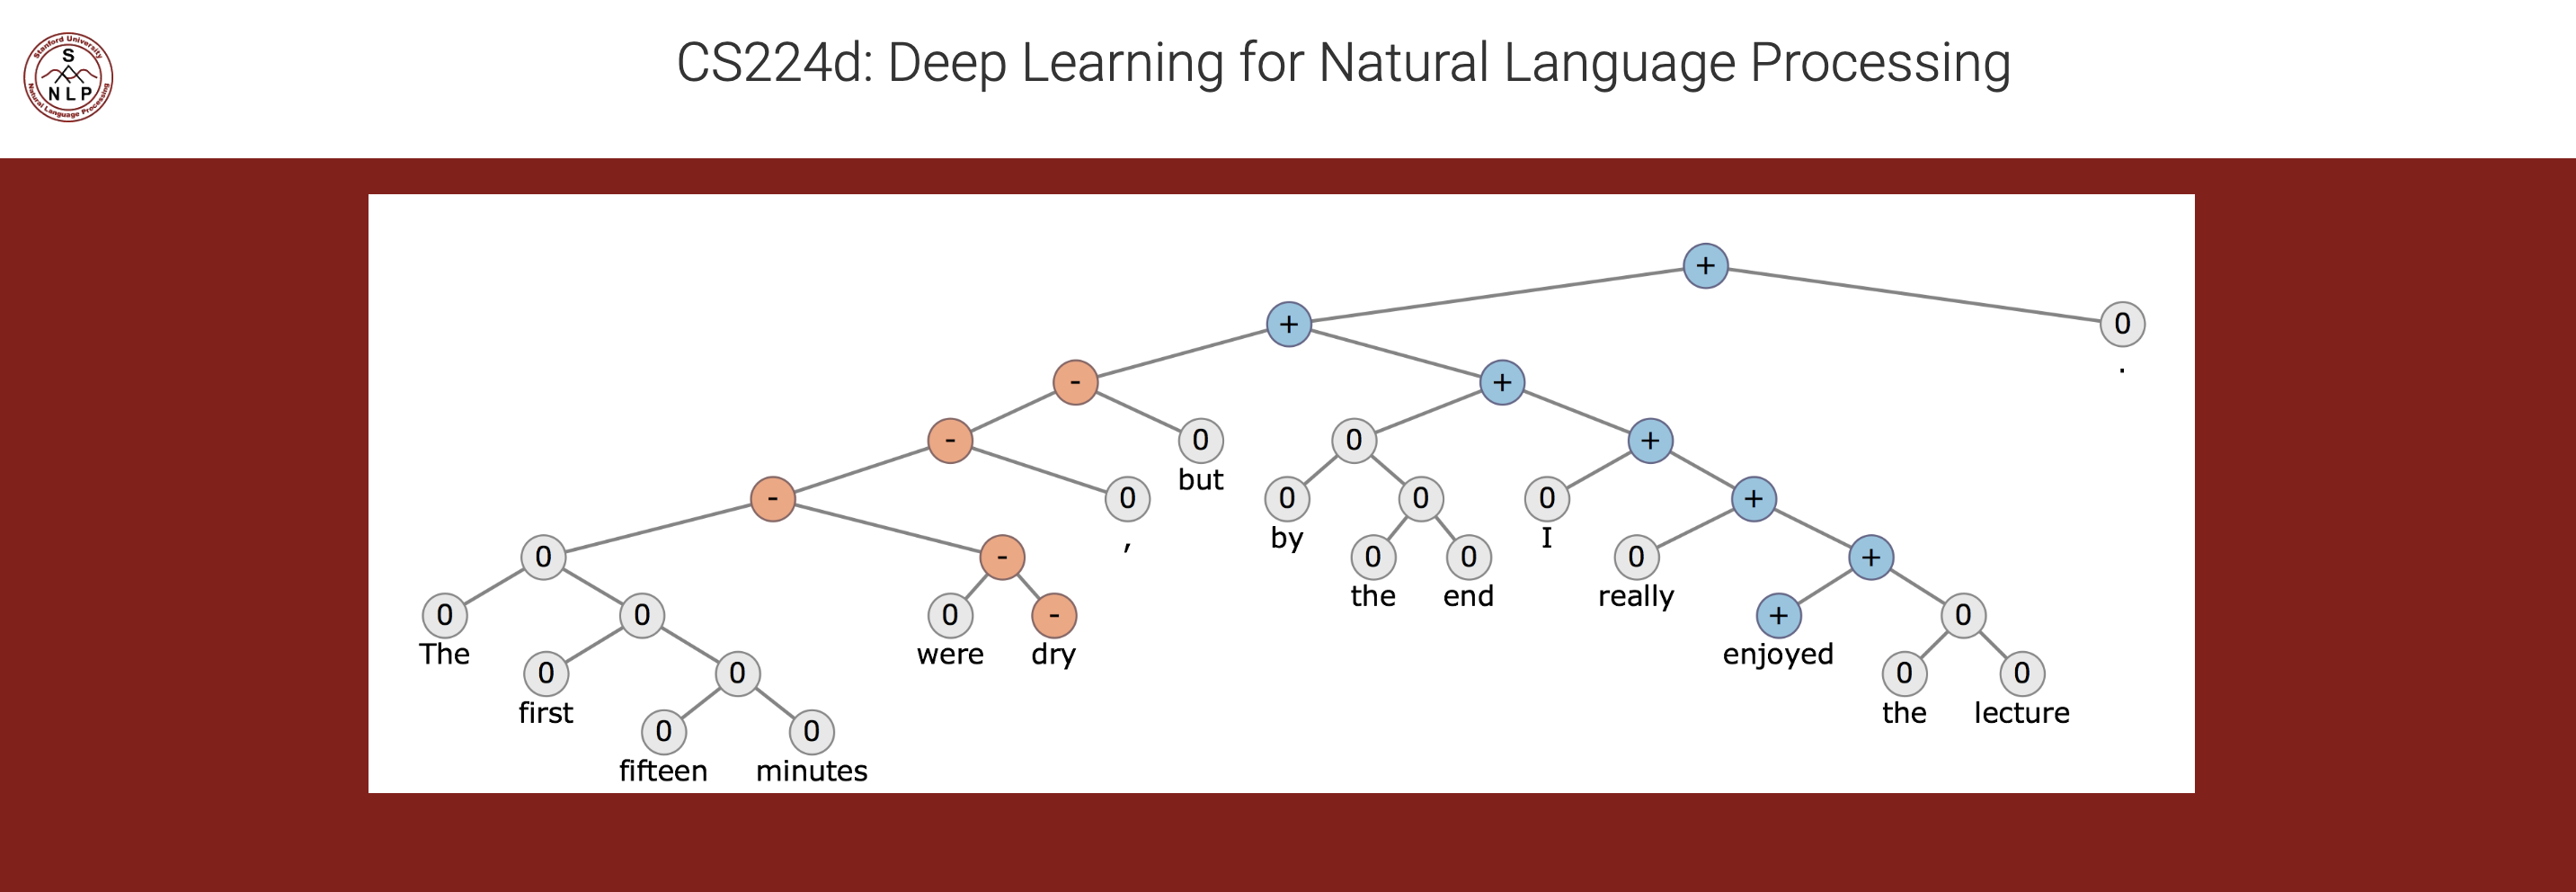 Stanford University
S
N L P
Natural Language Processing
CS224d: Deep Learning for Natural Language Processing
+
+ 0
.
- +
- 0 0 +
but
- 0 0 0 0 +
, by I
0 - 0 0 0 +
the end really
0 0 0 - + 0
The were dry enjoyed
0 0 0 0
first the lecture
0 0
fifteen minutes